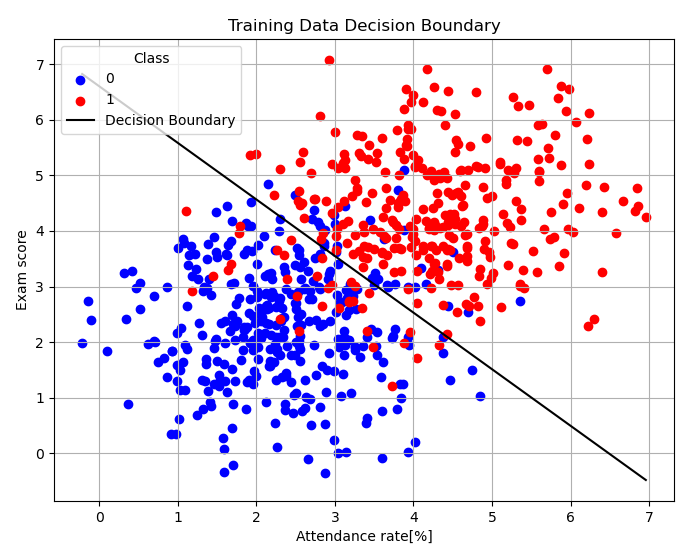 Training Data Decision Boundary
Class
0
1
Decision Boundary
Exam score
7
6
5
4
3
2
1
0
0 1 2 3 4 5 6 7
Attendance rate[%]